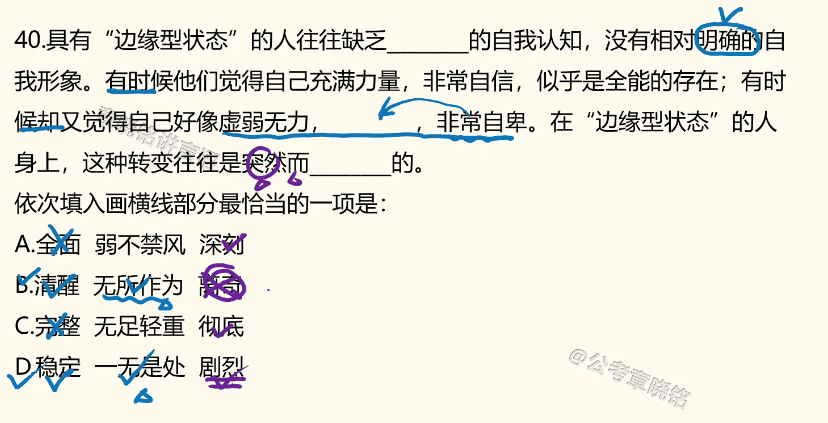 40.具有“边缘型状态”的人往往缺乏________的自我认知，没有相对明确的自
我形象。有时候他们觉得自己充满力量，非常自信，似乎是全能的存在；有时
候却又觉得自己好像虚弱无力，________，非常自卑。在“边缘型状态”的人
身上，这种转变往往是突然而________的。
依次填入画横线部分最恰当的一项是：
A.全面 弱不禁风 深刻
B.清醒 无所作为 离奇
C.完整 无足轻重 彻底
D.稳定 一无是处 剧烈
@公考章晓铭